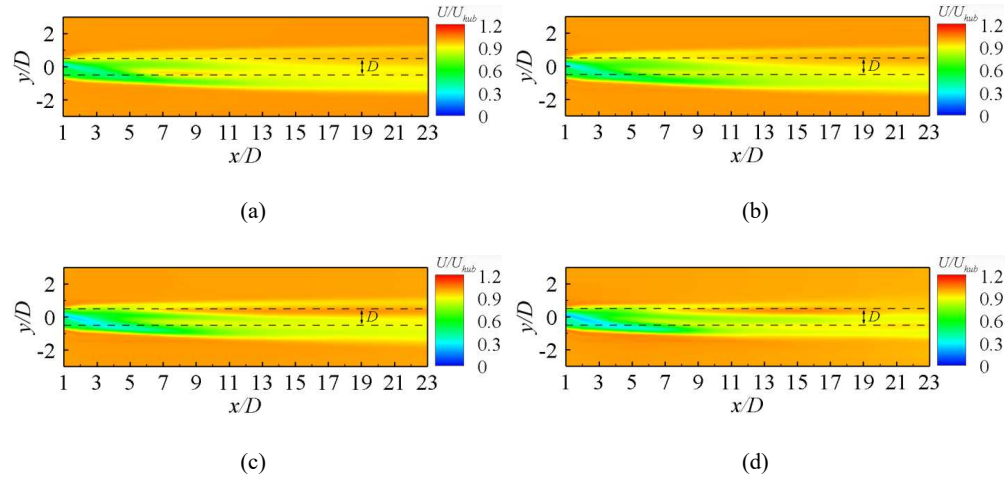 U/U_hub U/U_hub
2 1.2 2 1.2
y/D 0 D 0.9 y/D 0 D 0.9
0.6 0.6
-2 0.3 -2 0.3
0 0
1 3 5 7 9 11 13 15 17 19 21 23 1 3 5 7 9 11 13 15 17 19 21 23
x/D x/D
(a) (b)
U/U_hub U/U_hub
2 1.2 2 1.2
y/D 0 D 0.9 y/D 0 D 0.9
0.6 0.6
-2 0.3 -2 0.3
0 0
1 3 5 7 9 11 13 15 17 19 21 23 1 3 5 7 9 11 13 15 17 19 21 23
x/D x/D
(c) (d)